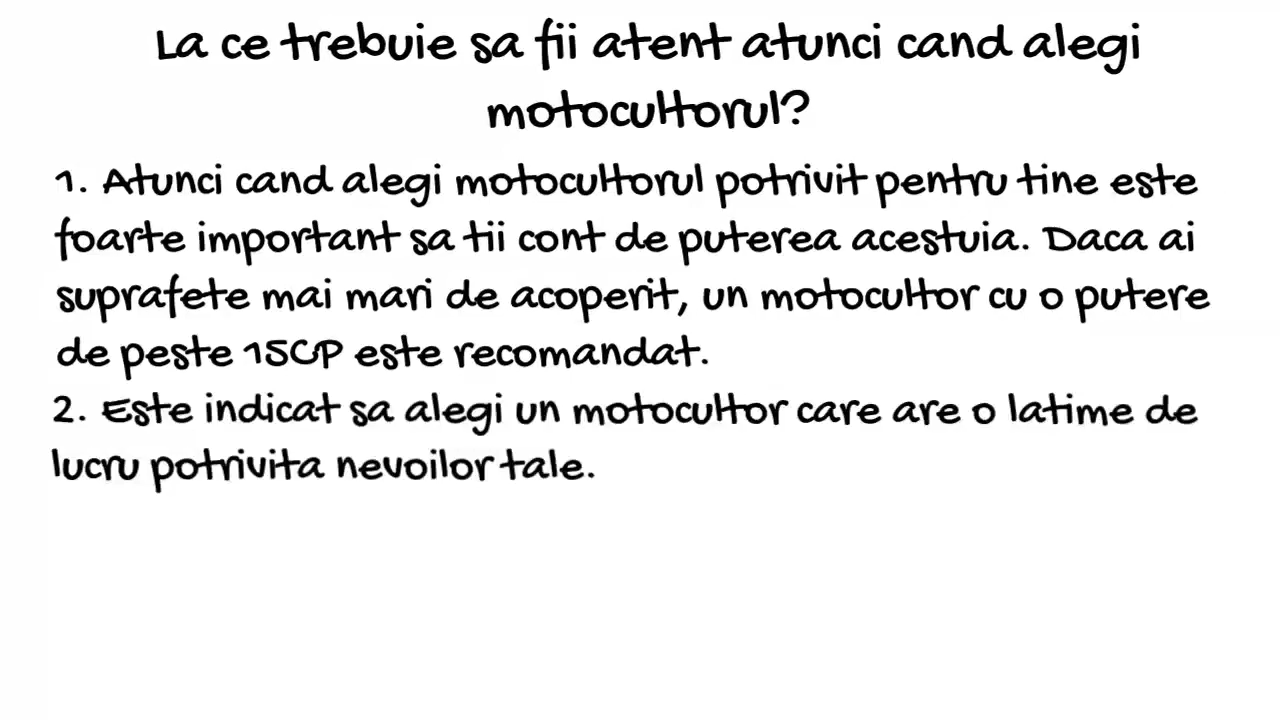 La ce trebuie sa fii atent atunci cand alegi
motocultorul?
1. Atunci cand alegi motocultorul potrivit pentru tine este
foarte important sa tii cont de puterea acestuia. Daca ai
suprafete mai mari de acoperit, un motocultor cu o putere
de peste 15CP este recomandat.
2. Este indicat sa alegi un motocultor care are o latime de
lucru potrivita nevoilor tale.